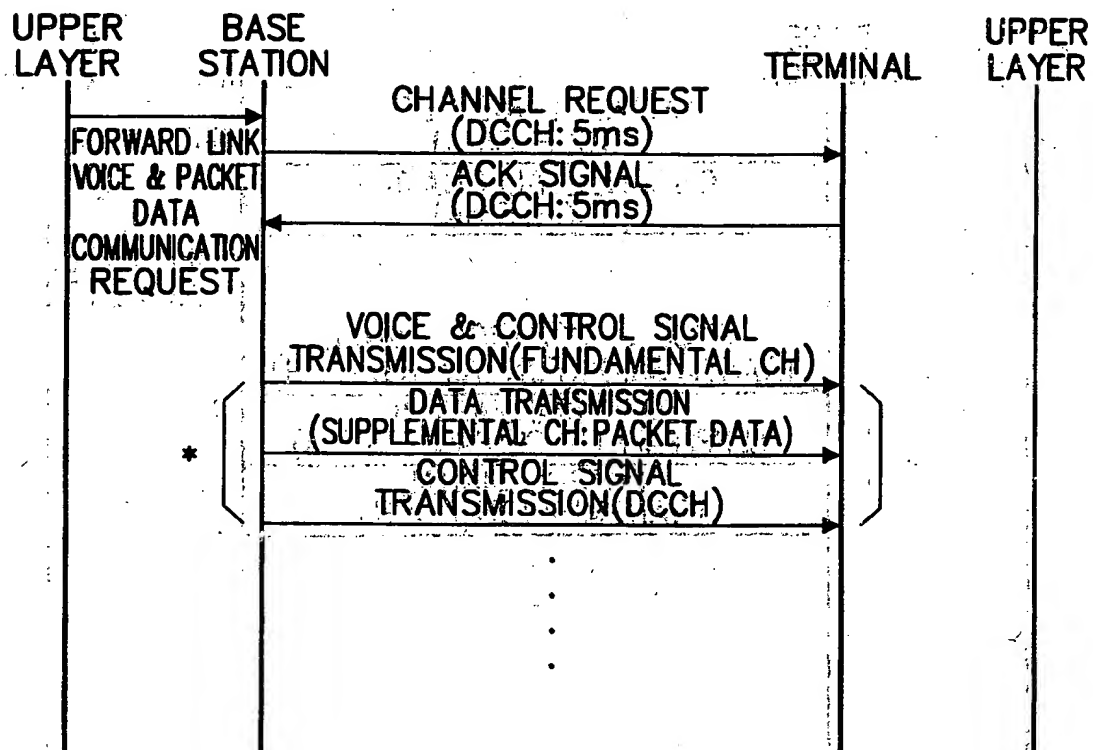 UPPER
LAYER
BASE
STATION
TERMINAL
UPPER
LAYER
FORWARD LINK
VOICE & PACKET
DATA
COMMUNICATION
REQUEST
CHANNEL REQUEST
(DCCH: 5ms)
ACK SIGNAL
(DCCH: 5ms)
VOICE & CONTROL SIGNAL
TRANSMISSION(FUNDAMENTAL CH)
*
DATA TRANSMISSION
(SUPPLEMENTAL CH:PACKET DATA)
CONTROL SIGNAL
TRANSMISSION(DCCH)